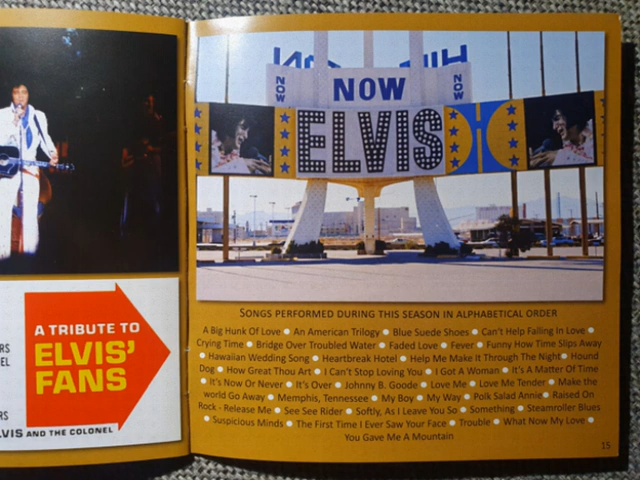 A TRIBUTE TO
ELVIS'
FANS
RS
EL
RS
LVIS AND THE COLONEL
NOW
NOW
NOW
ELVIS
SONGS PERFORMED DURING THIS SEASON IN ALPHABETICAL ORDER
A Big Hunk Of Love ● An American Trilogy ● Blue Suede Shoes ● Can't Help Falling In Love ●
Crying Time ● Bridge Over Troubled Water ● Faded Love ● Fever ● Funny How Time Slips Away
● Hawaiian Wedding Song ● Heartbreak Hotel ● Help Me Make It Through The Night ● Hound
Dog ● How Great Thou Art ● I Can't Stop Loving You ● I Got A Woman ● It's A Matter Of Time
● It's Now Or Never ● It's Over ● Johnny B. Goode ● Love Me ● Love Me Tender ● Make the
world Go Away ● Memphis, Tennessee ● My Boy ● My Way ● Polk Salad Annie ● Raised On
Rock - Release Me ● See See Rider ● Softly, As I Leave You So ● Something ● Steamroller Blues
● Suspicious Minds ● The First Time I Ever Saw Your Face ● Trouble ● What Now My Love ●
You Gave Me A Mountain
15